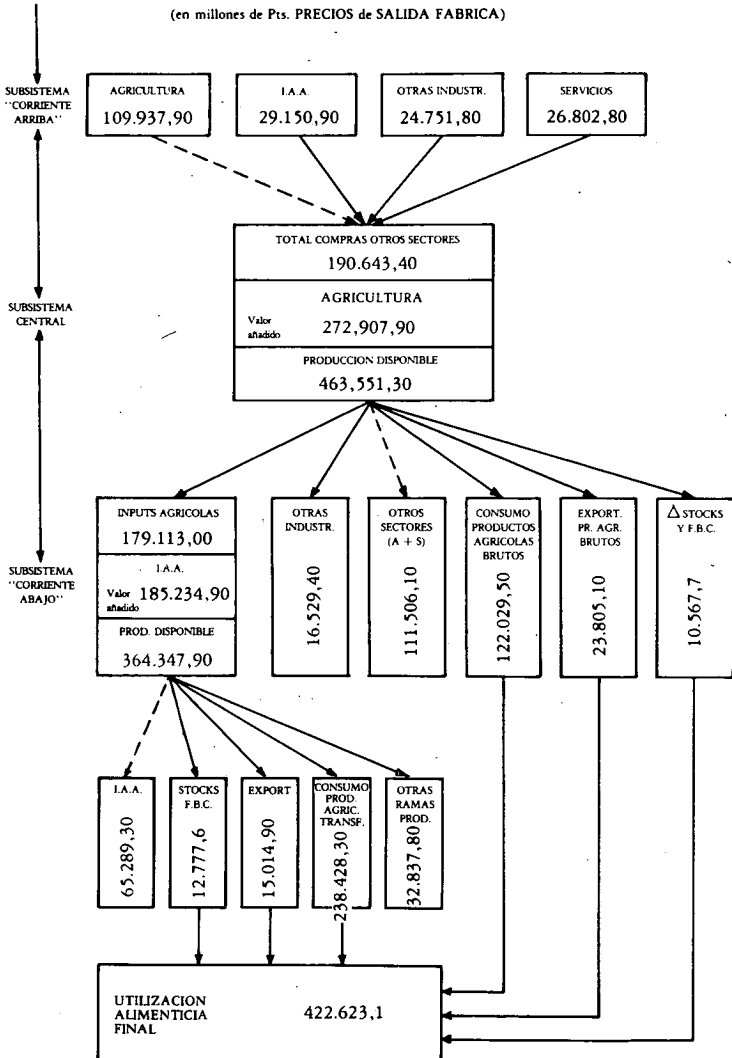 (en millones de Pts. PRECIOS de SALIDA FABRICA)
SUBSISTEMA
"CORRIENTE
ARRIBA"
AGRICULTURA
109.937,90
I.A.A.
29.150,90
OTRAS INDUSTR.
24.751,80
SERVICIOS
26.802,80
TOTAL COMPRAS OTROS SECTORES
190.643,40
SUBSISTEMA
CENTRAL
AGRICULTURA
Valor
añadido
272,907,90
PRODUCCION DISPONIBLE
463,551,30
SUBSISTEMA
"CORRIENTE
ABAJO"
INPUTS AGRICOLAS
179.113,00
I.A.A.
Valor
añadido
185.234,90
PROD. DISPONIBLE
364.347,90
OTRAS
INDUSTR.
16.529,40
OTROS
SECTORES
(A + S)
111.506,10
CONSUMO
PRODUCTOS
AGRICOLAS
BRUTOS
122.029,50
EXPORT.
PR. AGR.
BRUTOS
23.805,10
Δ STOCKS
Y F.B.C.
10.567,7
I.A.A.
65.289,30
STOCKS
F.B.C.
12.777,6
EXPORT
15.014,90
CONSUMO
PROD.
AGRIC.
TRANSF.
238.428,30
OTRAS
RAMAS
PROD.
32.837,80
UTILIZACION
ALIMENTICIA
FINAL
422.623,1